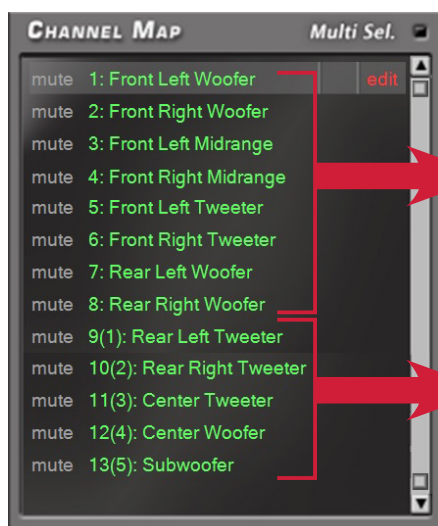 CHANNEL MAP Multi Sel.
mute 1: Front Left Woofer edit
mute 2: Front Right Woofer
mute 3: Front Left Midrange
mute 4: Front Right Midrange
mute 5: Front Left Tweeter
mute 6: Front Right Tweeter
mute 7: Rear Left Woofer
mute 8: Rear Right Woofer
mute 9(1): Rear Left Tweeter
mute 10(2): Rear Right Tweeter
mute 11(3): Center Tweeter
mute 12(4): Center Woofer
mute 13(5): Subwoofer